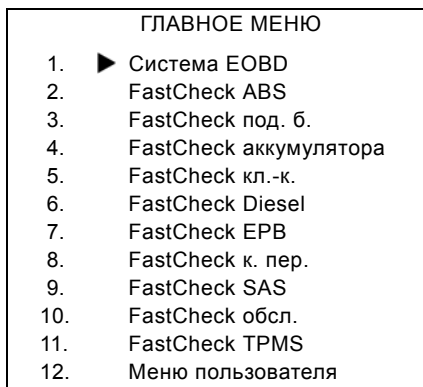 ГЛАВНОЕ МЕНЮ
1. Система EOBD
2. FastCheck ABS
3. FastCheck под. б.
4. FastCheck аккумулятора
5. FastCheck кл.-к.
6. FastCheck Diesel
7. FastCheck EPB
8. FastCheck к. пер.
9. FastCheck SAS
10. FastCheck обсл.
11. FastCheck TPMS
12. Меню пользователя